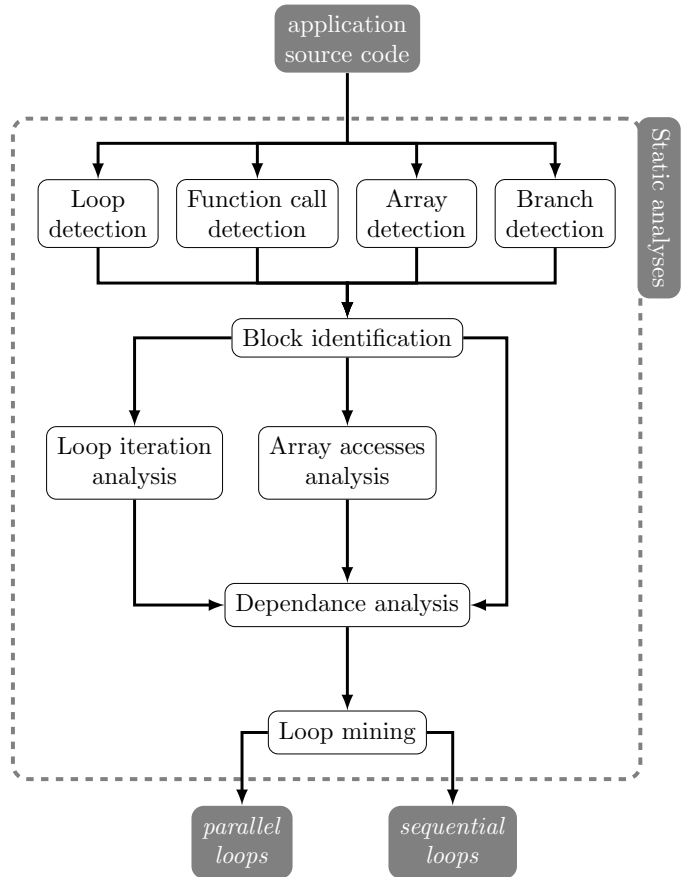 application
source code
Static analyses
Loop
detection
Function call
detection
Array
detection
Branch
detection
Block identification
Loop iteration
analysis
Array accesses
analysis
Dependance analysis
Loop mining
parallel
loops
sequential
loops